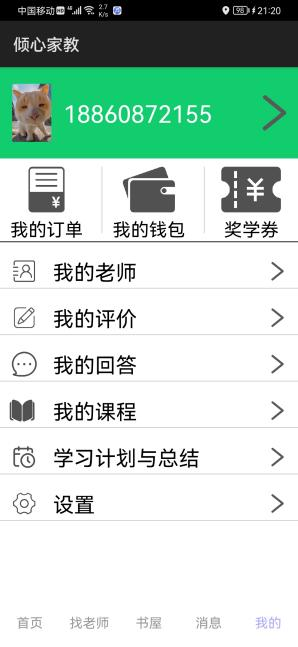 中国移动 HD 4G 2.7 K/s 98 21:20
倾心家教
18860872155
¥ ¥
我的订单 我的钱包 奖学券
我的老师
我的评价
我的回答
我的课程
学习计划与总结
设置
首页 找老师 书屋 消息 我的